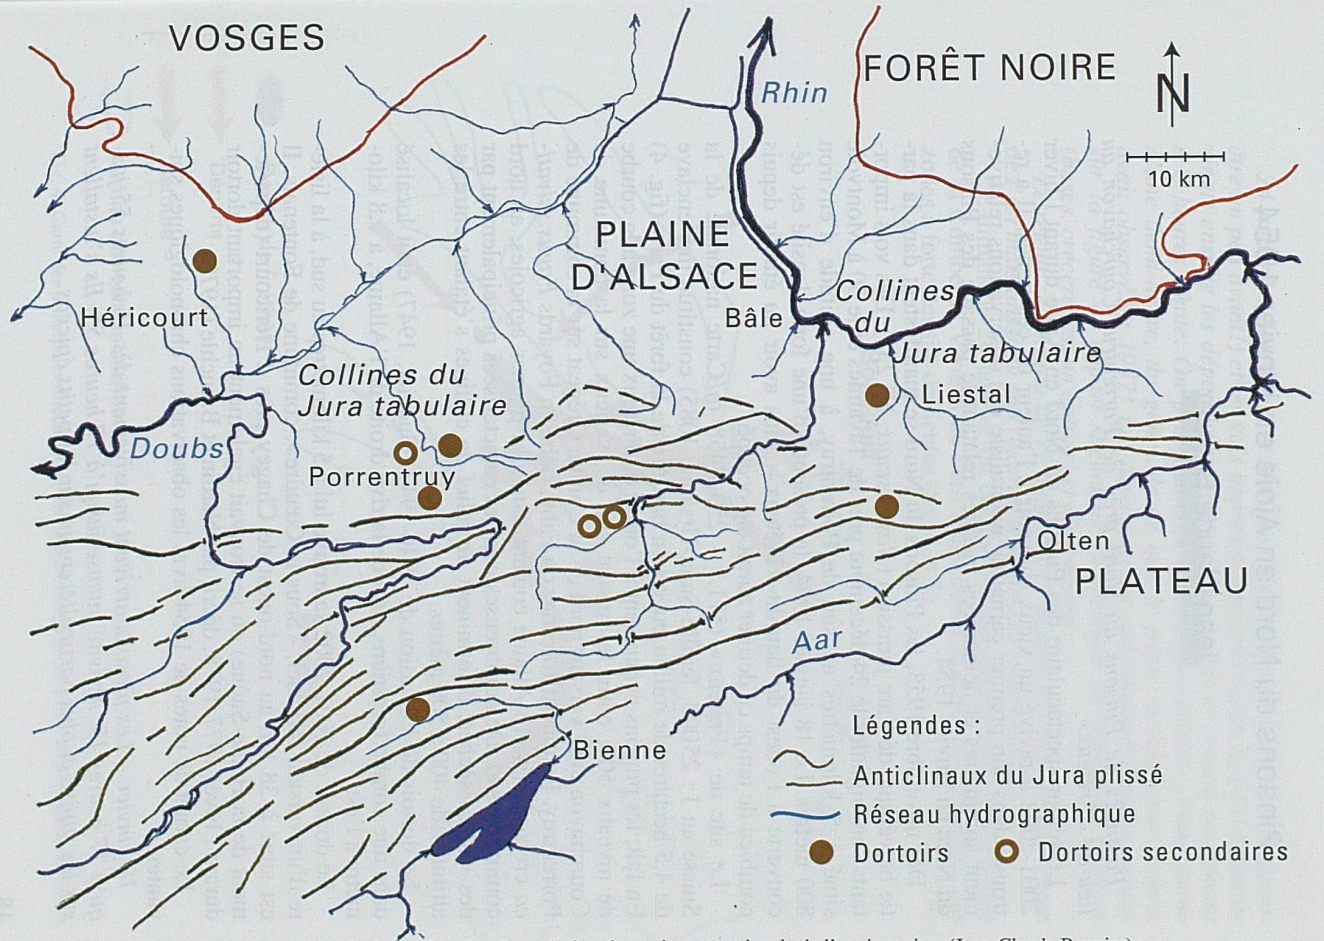 VOSGES
FORÊT NOIRE
N
Rhin
10 km
PLAINE
D'ALSACE
Collines
du
Jura tabulaire
Bâle
Héricourt
Collines du
Jura tabulaire
Liestal
Doubs
Porrentruy
Olten
PLATEAU
Aar
Bienne
Légendes :
Anticlinaux du Jura plissé
Réseau hydrographique
Dortoirs
Dortoirs secondaires